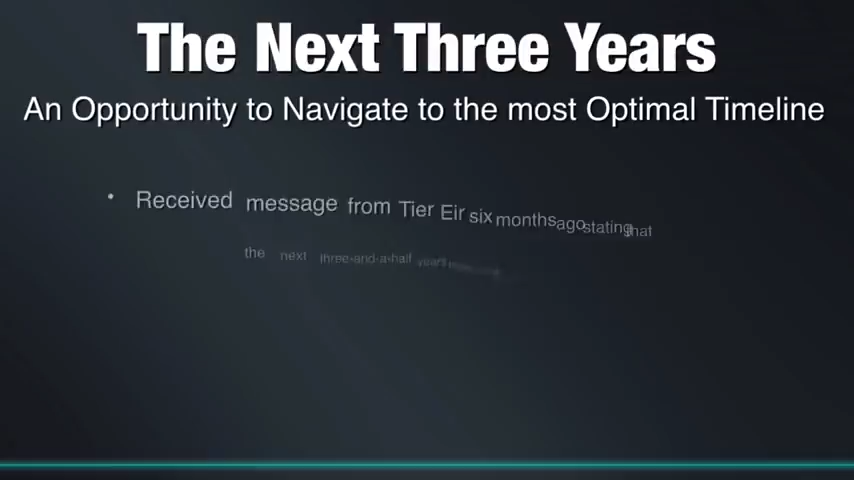 The Next Three Years
An Opportunity to Navigate to the most Optimal Timeline
• Received message from Tier Eir six months ago stating that
the next three-and-a-half years